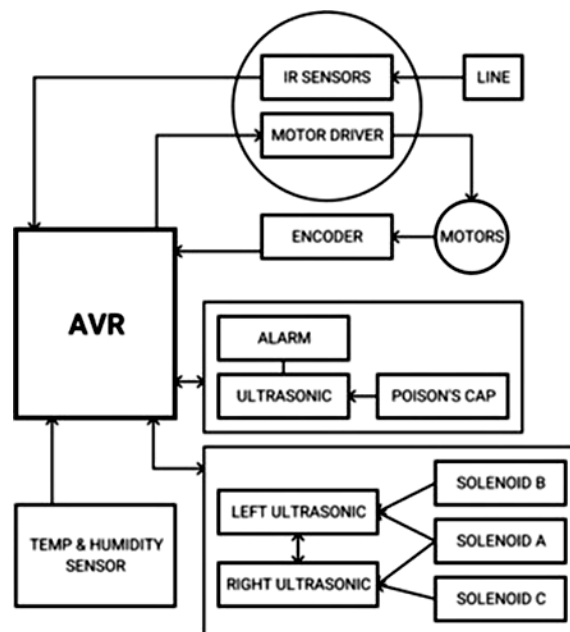 IR SENSORS
LINE
MOTOR DRIVER
ENCODER
MOTORS
AVR
ALARM
ULTRASONIC
POISON'S CAP
TEMP & HUMIDITY
SENSOR
LEFT ULTRASONIC
RIGHT ULTRASONIC
SOLENOID B
SOLENOID A
SOLENOID C